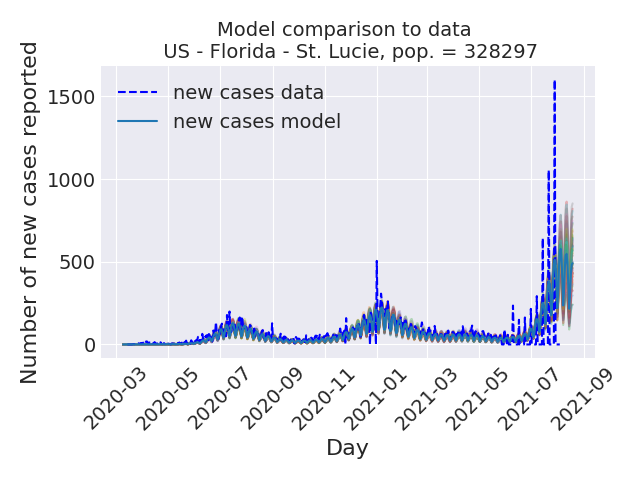 Model comparison to data
US - Florida - St. Lucie, pop. = 328297
Number of new cases reported
1500
1000
500
0
new cases data
new cases model
2020-03
2020-05
2020-07
2020-09
2020-11
2021-01
2021-03
2021-05
2021-07
2021-09
Day